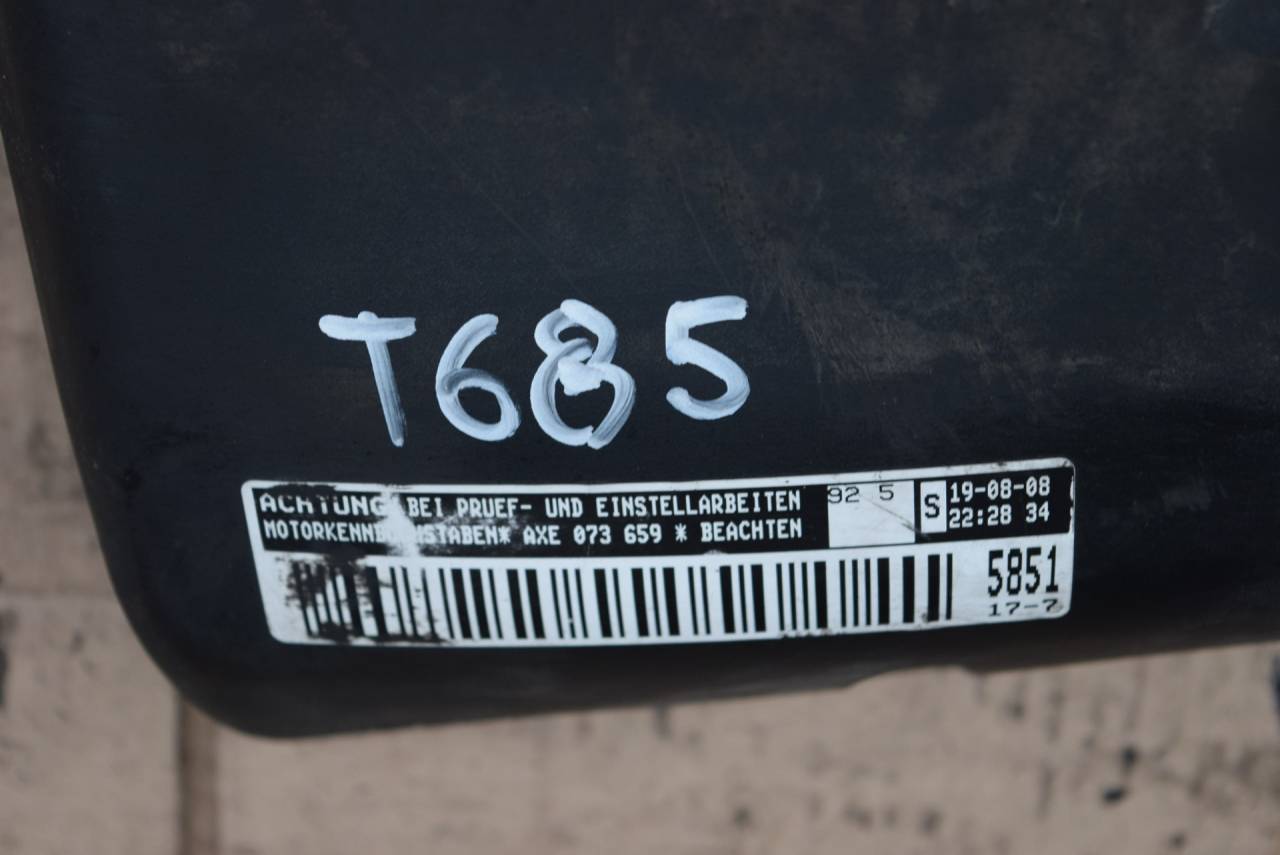 T685
ACHTUNG BEI PRUEF- UND EINSTELLARBEITEN
MOTORKENNBUCHSTABEN* AXE 073 659 * BEACHTEN
92 5
S
19-08-08
22:28 34
5851
17-7